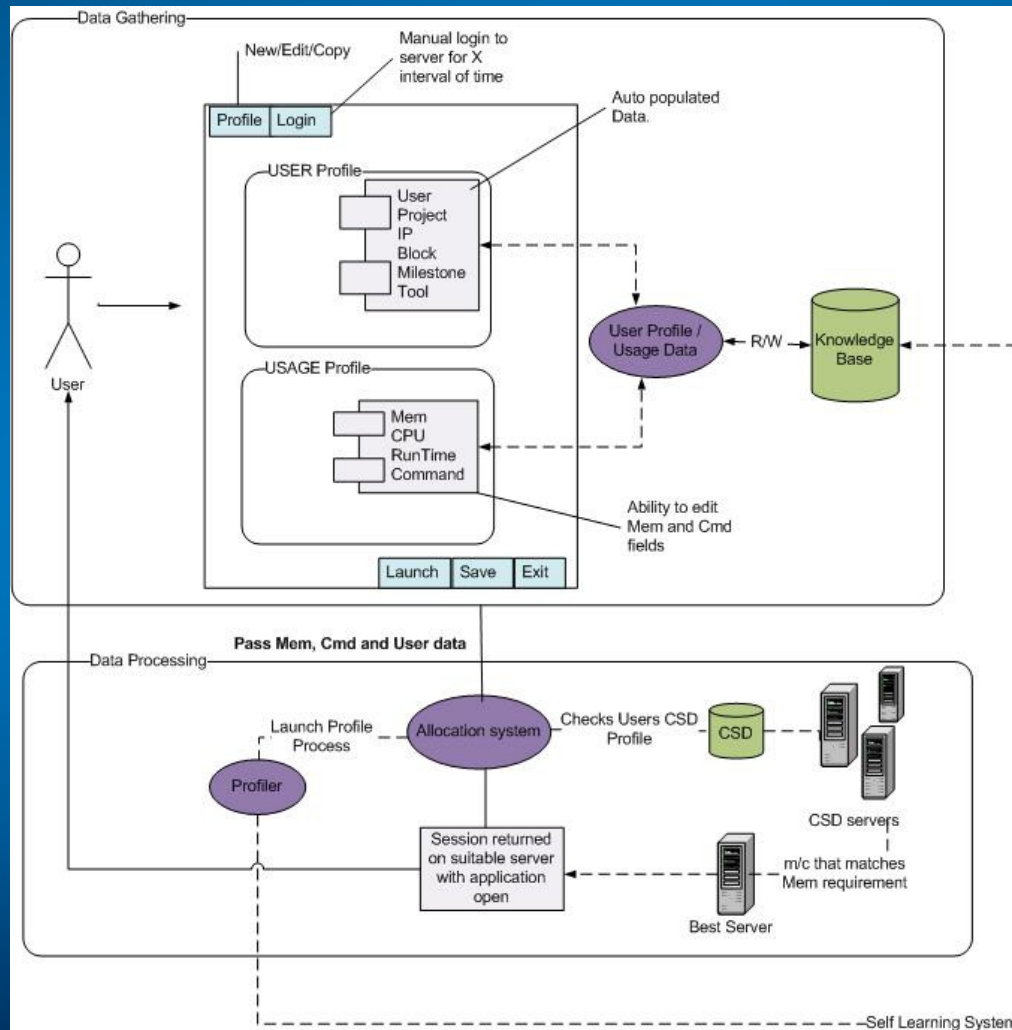 Data Gathering
New/Edit/Copy
Manual login to
server for X
interval of time
Auto populated
Data.
Profile
Login
USER Profile
User
Project
IP
Block
Milestone
Tool
User
User Profile /
Usage Data
R/W
Knowledge
Base
USAGE Profile
Mem
CPU
RunTime
Command
Ability to edit
Mem and Cmd
fields
Launch
Save
Exit
Pass Mem, Cmd and User data
Data Processing
Launch Profile
Process
Allocation system
Checks Users CSD
Profile
CSD
Profiler
CSD servers
Session returned
on suitable server
with application
open
m/c that matches
Mem requirement
Best Server
Self Learning System